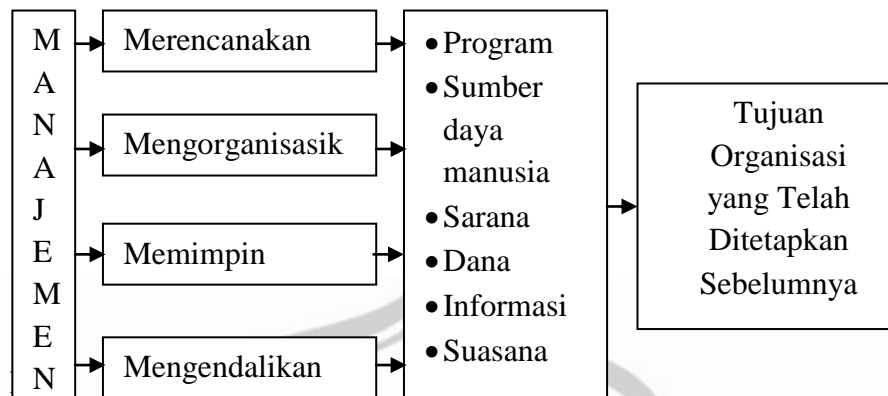 M
A
N
A
J
E
M
E
N
Merencanakan
Mengorganisasik
Memimpin
Mengendalikan
•Program
•Sumber
daya
manusia
•Sarana
•Dana
•Informasi
•Suasana
Tujuan
Organisasi
yang Telah
Ditetapkan
Sebelumnya